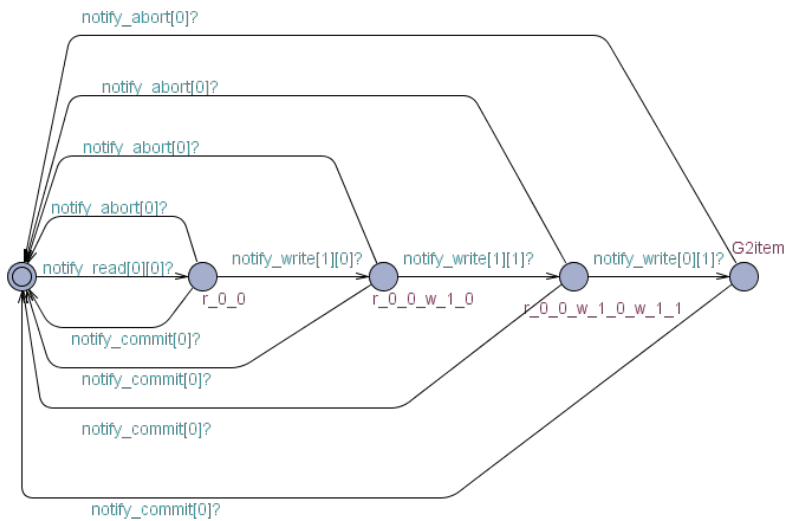 notify_abort[0]?
notify_abort[0]?
notify_abort[0]?
notify_abort[0]?
G2item
notify_read[0][0]?
notify_write[1][0]?
notify_write[1][1]?
notify_write[0][1]?
r_0_0
r_0_0_w_1_0
r_0_0_w_1_0_w_1_1
notify_commit[0]?
notify_commit[0]?
notify_commit[0]?
notify_commit[0]?